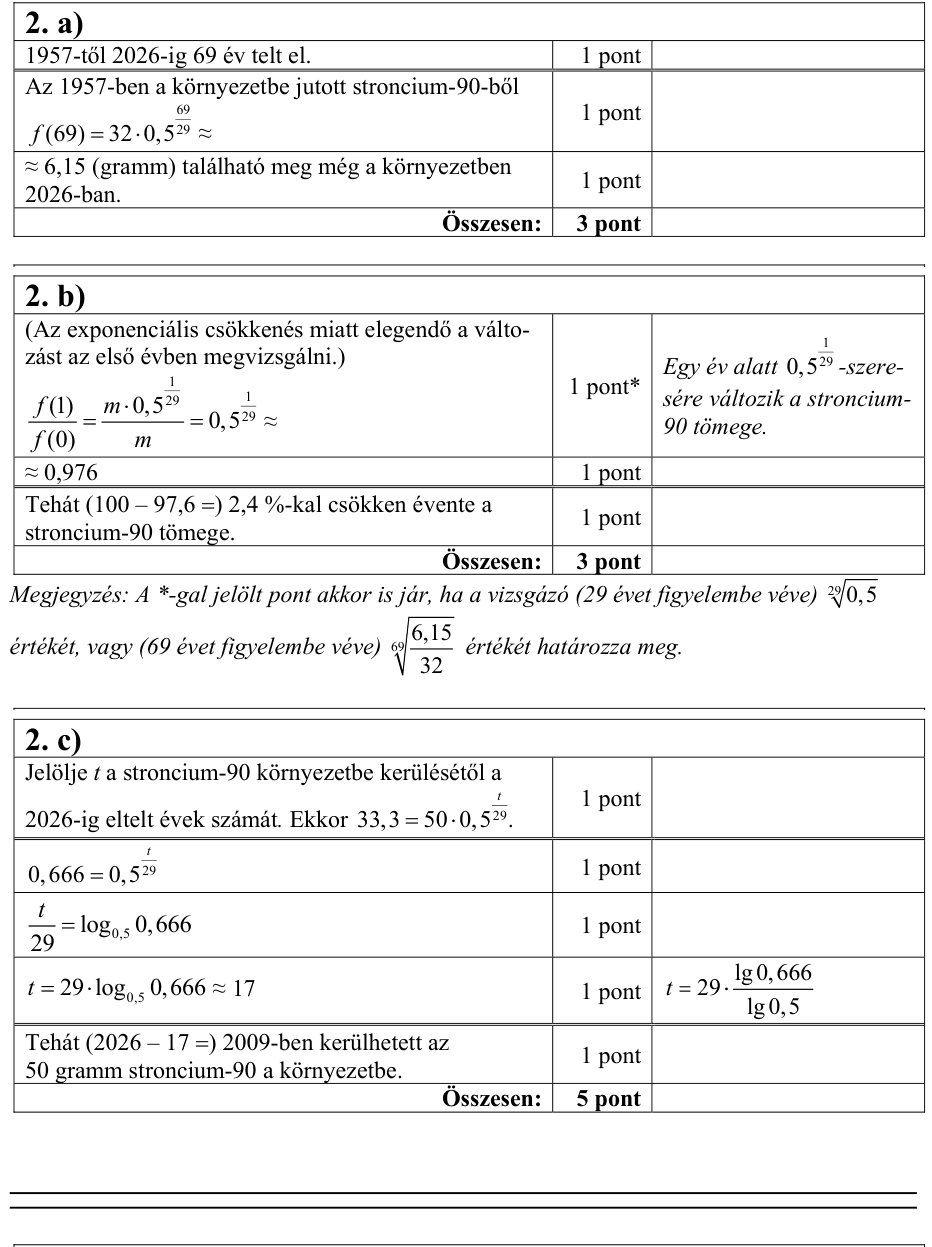 2. a)
1957-től 2026-ig 69 év telt el. 1 pont
Az 1957-ben a környezetbe jutott stroncium-90-ből
f(69) = 32·0,5^(69/29) ≈ 1 pont
≈ 6,15 (gramm) található meg még a környezetben
2026-ban. 1 pont
Összesen: 3 pont
2. b)
(Az exponenciális csökkenés miatt elegendő a válto-
zást az első évben megvizsgálni.)
f(1)/f(0) = m·0,5^(1/29)/m = 0,5^(1/29) ≈ 1 pont*
Egy év alatt 0,5^(1/29) -szere-
sére változik a stroncium-
90 tömege.
≈ 0,976 1 pont
Tehát (100 – 97,6 =) 2,4 %-kal csökken évente a
stroncium-90 tömege. 1 pont
Összesen: 3 pont
Megjegyzés: A *-gal jelölt pont akkor is jár, ha a vizsgázó (29 évet figyelembe véve) ²⁹√0,5
értékét, vagy (69 évet figyelembe véve) ⁶⁹√(6,15/32) értékét határozza meg.
2. c)
Jelölje t a stroncium-90 környezetbe kerülésétől a
2026-ig eltelt évek számát. Ekkor 33,3 = 50·0,5^(t/29). 1 pont
0,666 = 0,5^(t/29) 1 pont
t/29 = log₀,₅ 0,666 1 pont
t = 29·log₀,₅ 0,666 ≈ 17 1 pont t = 29·lg 0,666/lg 0,5
Tehát (2026 – 17 =) 2009-ben kerülhetett az
50 gramm stroncium-90 a környezetbe. 1 pont
Összesen: 5 pont